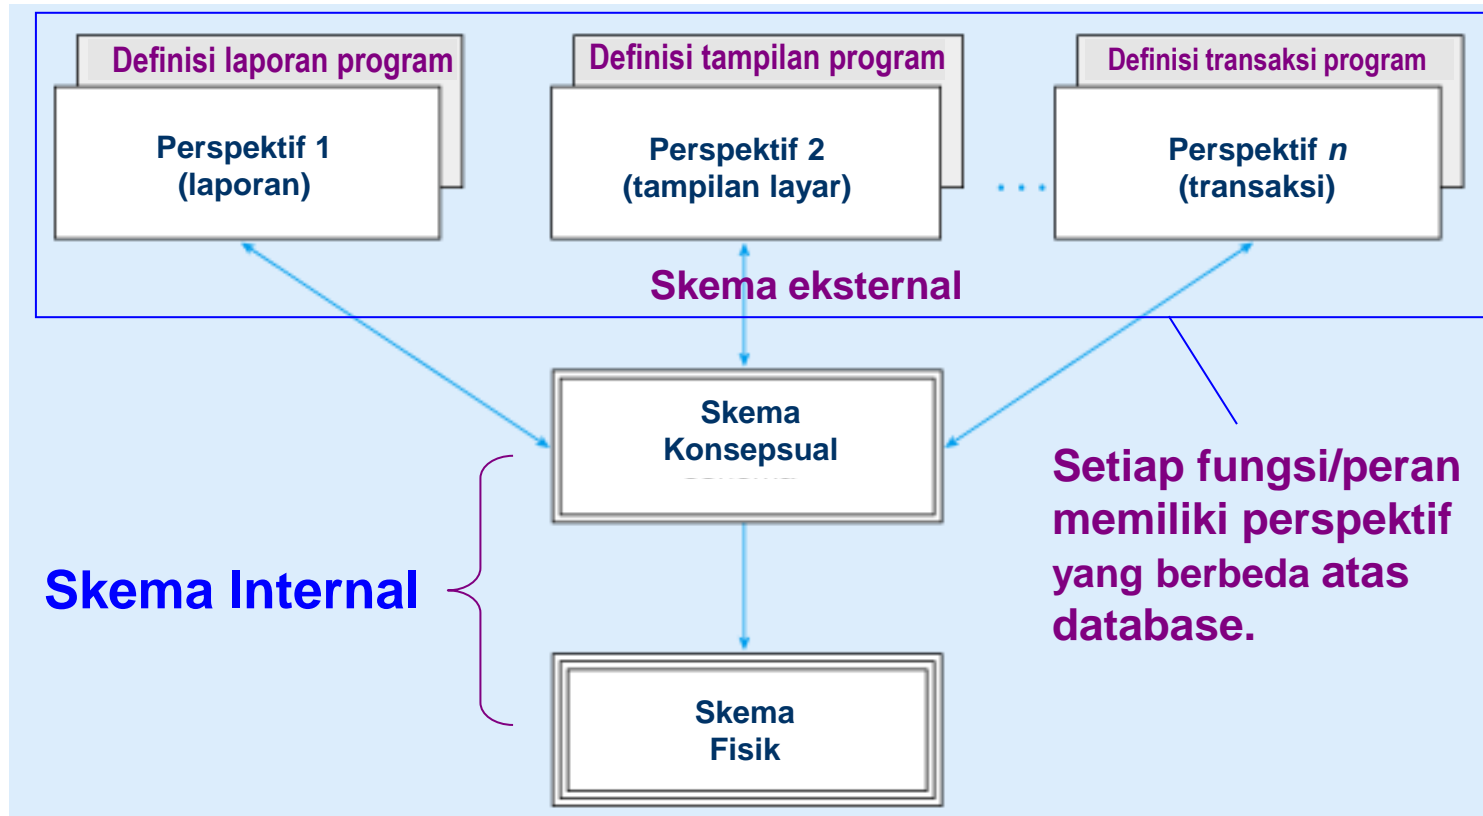 Definisi laporan program
Definisi tampilan program
Definisi transaksi program
Perspektif 1
(laporan)
Perspektif 2
(tampilan layar)
. . .
Perspektif n
(transaksi)
Skema eksternal
Skema
Konsepsual
Setiap fungsi/peran
memiliki perspektif
yang berbeda atas
database.
Skema Internal
Skema
Fisik